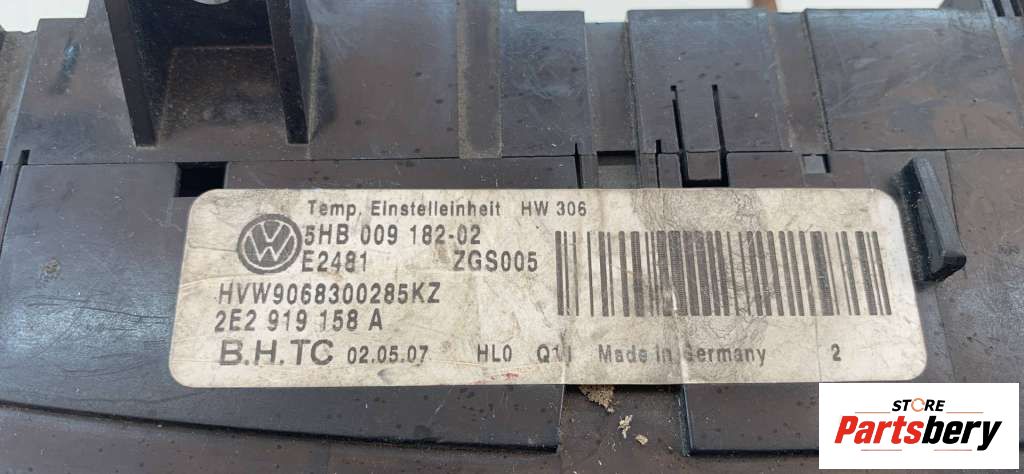 Temp. Einstelleinheit HW 306
5HB 009 182-02
E2481 ZGS005
HVW9068300285KZ
2E2 919 158 A
B.H.TC 02.05.07 HL0 Made in Germany 2
STORE
Partsbery